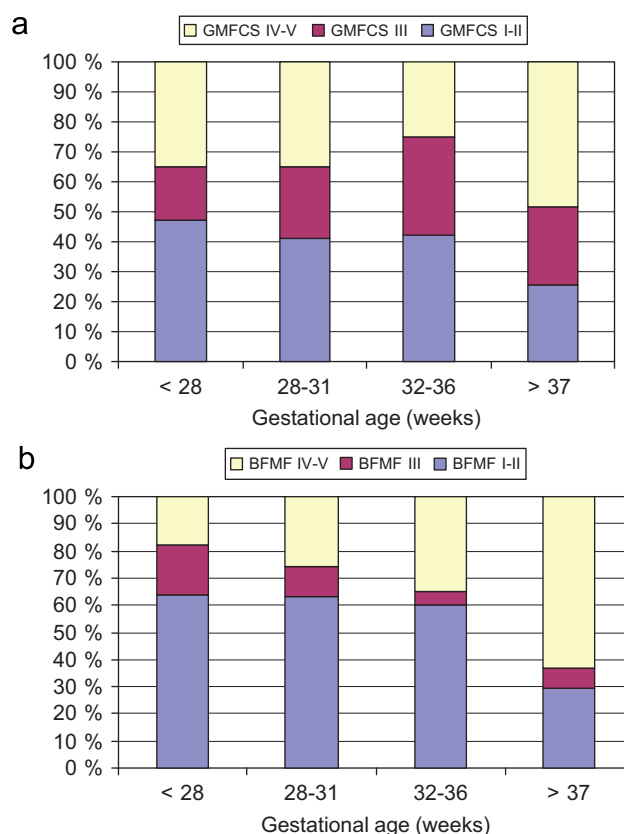 a
GMFCS IV-V GMFCS III GMFCS I-II
100 %
90 %
80 %
70 %
60 %
50 %
40 %
30 %
20 %
10 %
0 %
< 28 28-31 32-36 > 37
Gestational age (weeks)
b
BFMF IV-V BFMF III BFMF I-II
100 %
90 %
80 %
70 %
60 %
50 %
40 %
30 %
20 %
10 %
0 %
< 28 28-31 32-36 > 37
Gestational age (weeks)